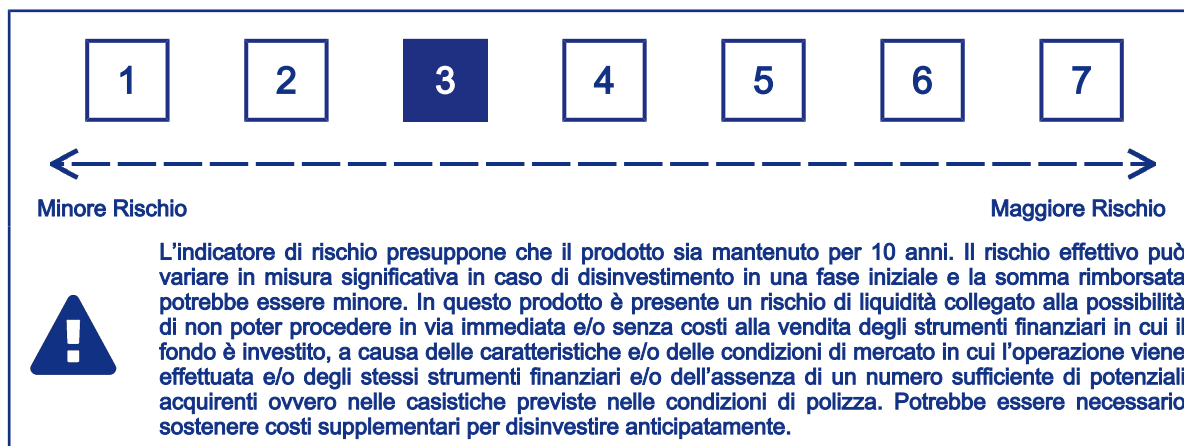 1 2 3 4 5 6 7
Minore Rischio Maggiore Rischio
L'indicatore di rischio presuppone che il prodotto sia mantenuto per 10 anni. Il rischio effettivo può
variare in misura significativa in caso di disinvestimento in una fase iniziale e la somma rimborsata
potrebbe essere minore. In questo prodotto è presente un rischio di liquidità collegato alla possibilità
di non poter procedere in via immediata e/o senza costi alla vendita degli strumenti finanziari in cui il
fondo è investito, a causa delle caratteristiche e/o delle condizioni di mercato in cui l'operazione viene
effettuata e/o degli stessi strumenti finanziari e/o dell'assenza di un numero sufficiente di potenziali
acquirenti ovvero nelle casistiche previste nelle condizioni di polizza. Potrebbe essere necessario
sostenere costi supplementari per disinvestire anticipatamente.